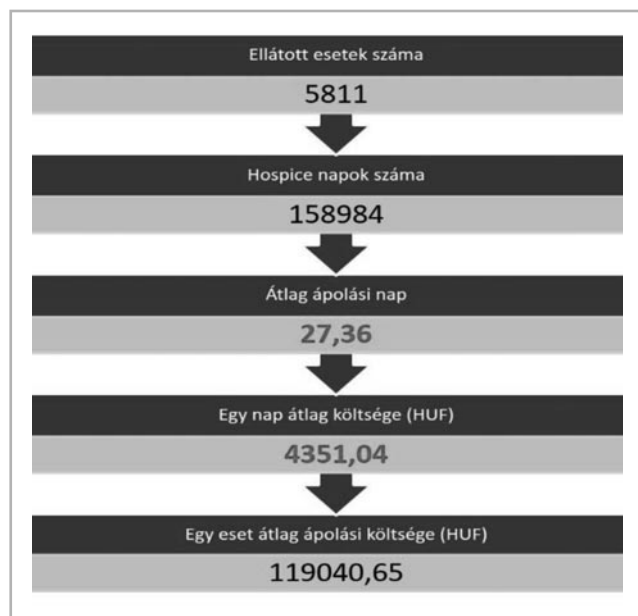 Ellátott esetek száma
5811
Hospice napok száma
158984
Átlag ápolási nap
27,36
Egy nap átlag költsége (HUF)
4351,04
Egy eset átlag ápolási költsége (HUF)
119040,65